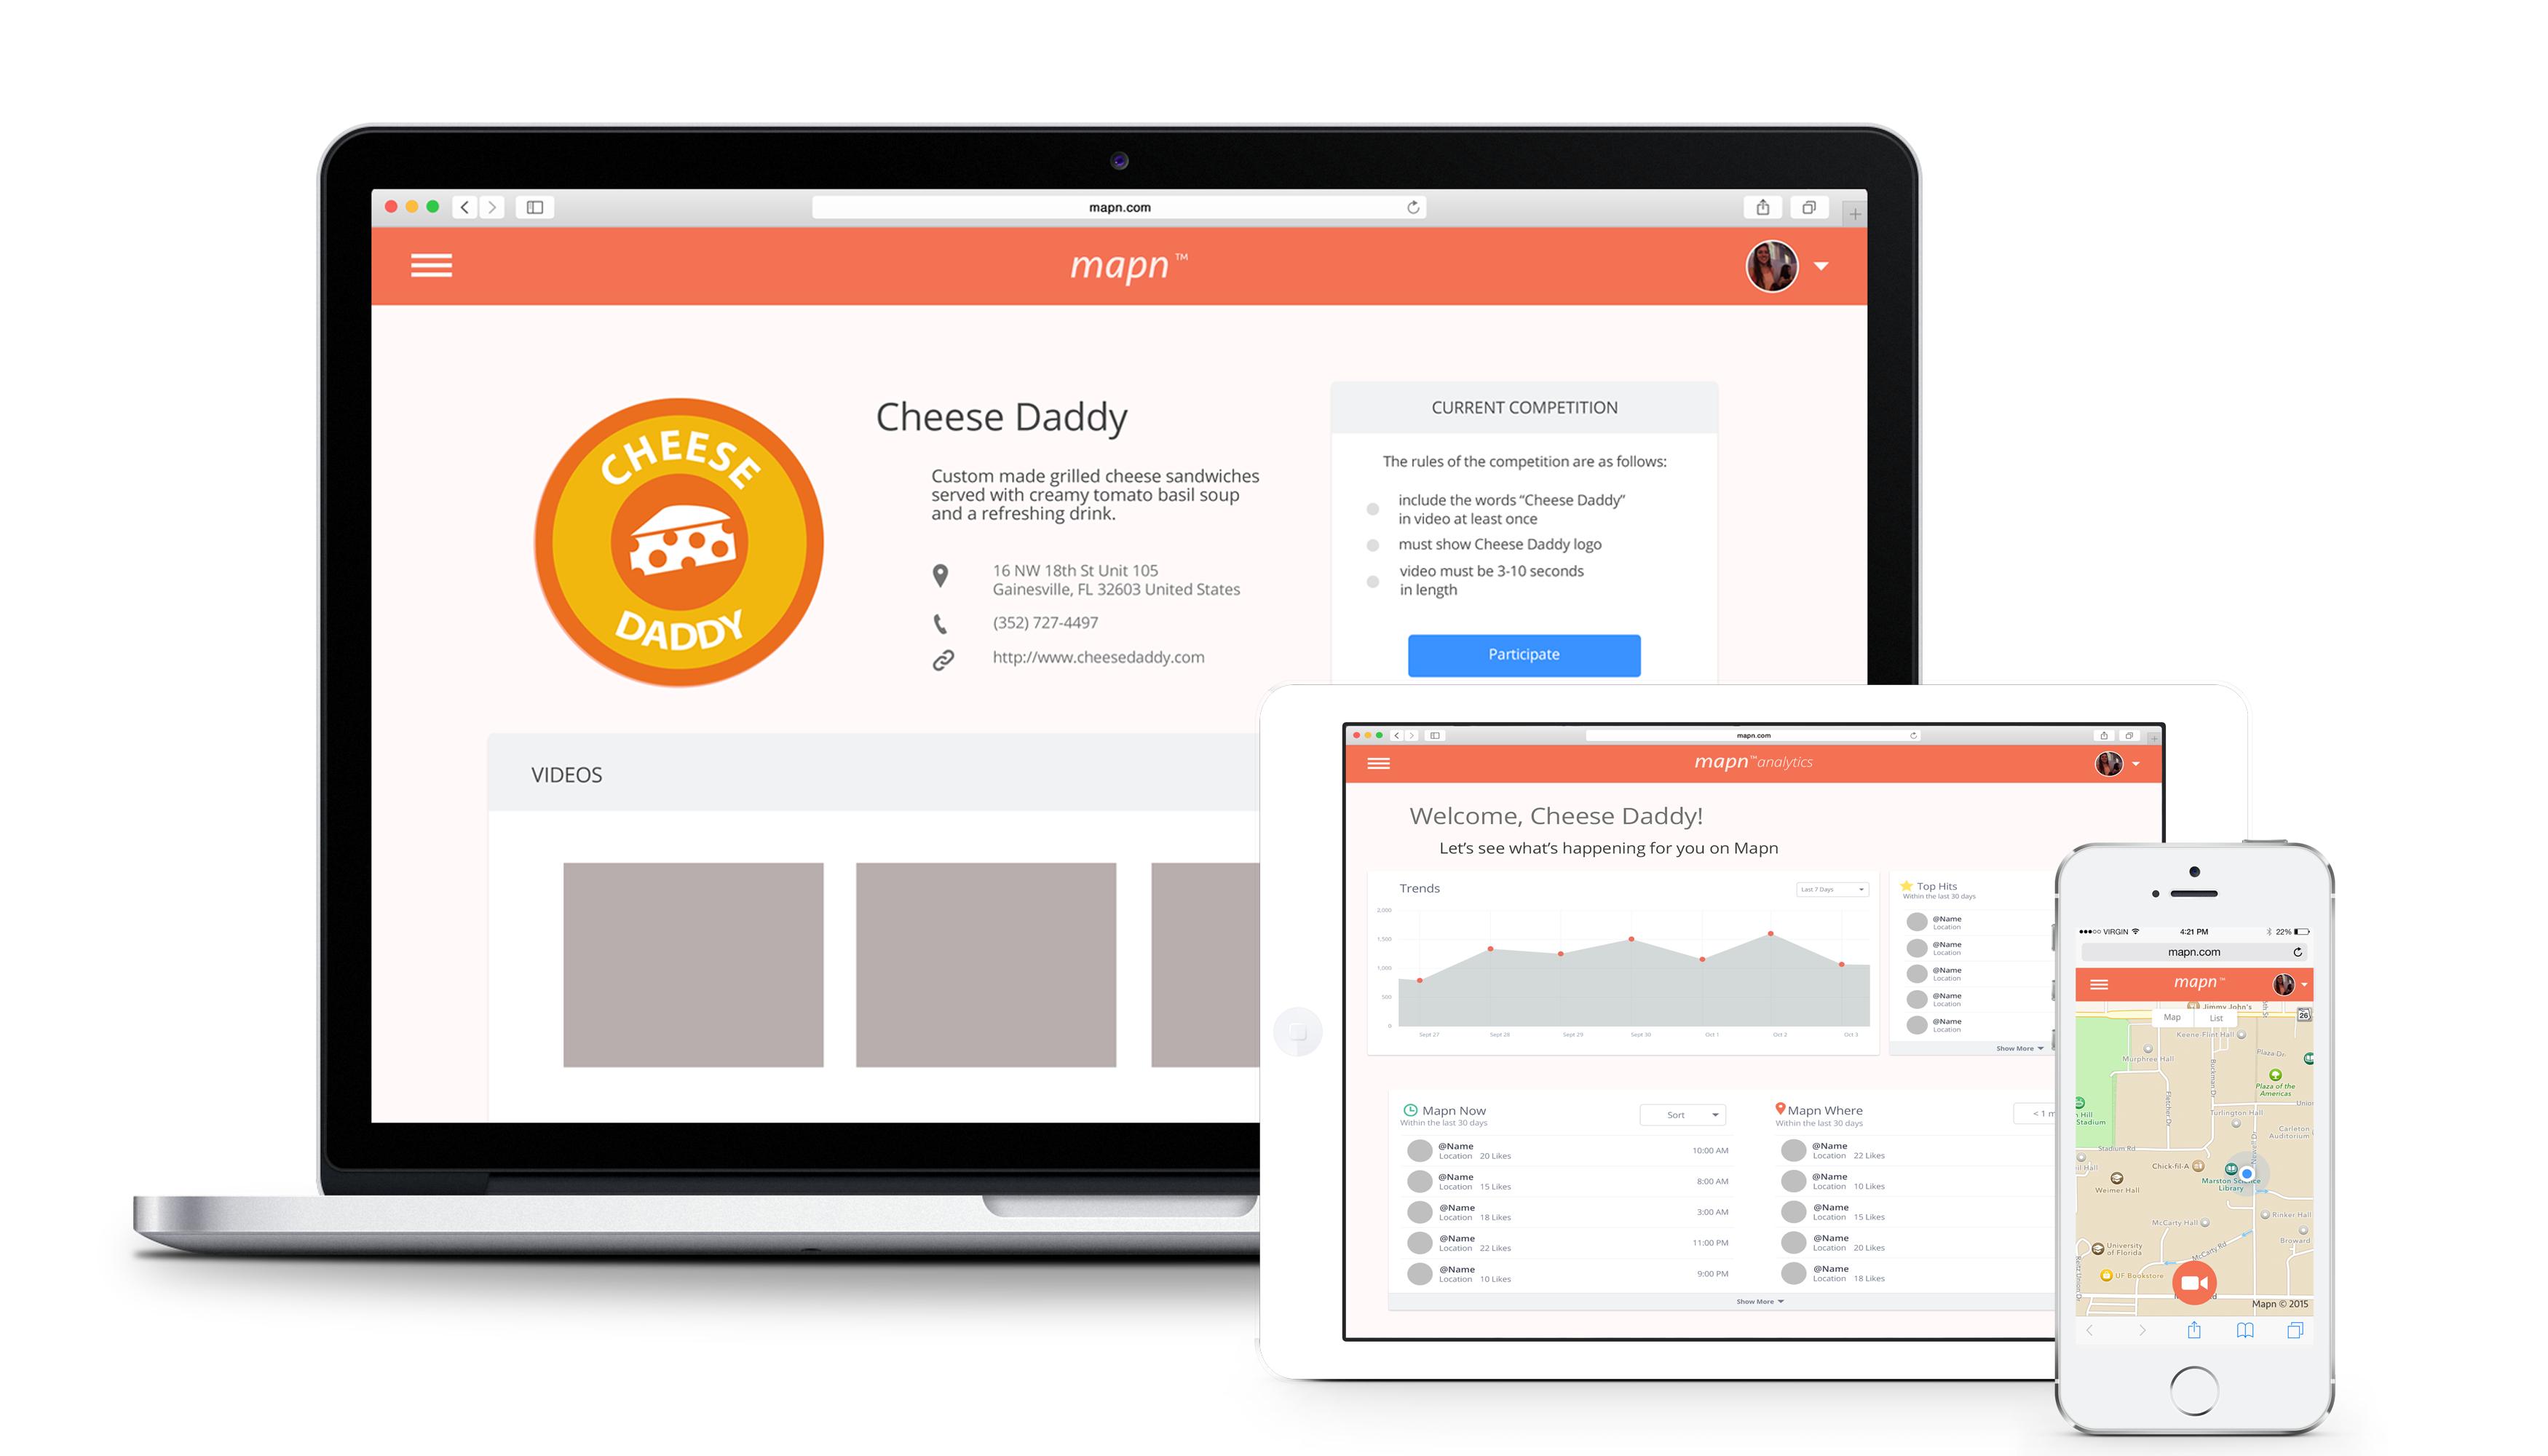 mapn.com
mapn™
CHEESE
DADDY
Cheese Daddy
Custom made grilled cheese sandwiches
served with creamy tomato basil soup
and a refreshing drink.
16 NW 18th St Unit 105
Gainesville, FL 32603 United States
(352) 727-4497
http://www.cheesedaddy.com
CURRENT COMPETITION
The rules of the competition are as follows:
include the words “Cheese Daddy”
in video at least once
must show Cheese Daddy logo
video must be 3-10 seconds
in length
Participate
VIDEOS
mapn.com
mapn™analytics
Welcome, Cheese Daddy!
Let’s see what’s happening for you on Mapn
Trends
Last 7 Days
2,000
1,500
1,000
500
0
Sept 27 Sept 28 Sept 29 Sept 30 Oct 1 Oct 2 Oct 3
Top Hits
Within the last 30 days
@Name
Location
@Name
Location
@Name
Location
@Name
Location
@Name
Location
Show More
Mapn Now
Within the last 30 days
Sort
@Name
Location 20 Likes
10:00 AM
@Name
Location 15 Likes
8:00 AM
@Name
Location 18 Likes
3:00 AM
@Name
Location 22 Likes
11:00 PM
@Name
Location 10 Likes
9:00 PM
Mapn Where
Within the last 30 days
< 1 m
@Name
Location 22 Likes
@Name
Location 10 Likes
@Name
Location 15 Likes
@Name
Location 20 Likes
@Name
Location 18 Likes
Show More
VIRGIN 4:21 PM 22%
mapn.com
mapn™
Jimmy John's
Map List
26
Keene-Flint Hall
Murphree Hall
Plaza Dr
Buckman Dr
Plaza of the
Americas
Fletcher Dr
Union
Turlington Hall
Hill
Stadium
Carleton
Auditorium
Stadium Rd
Chick-fil-A
Hall
Marston Science
Library
Weimer Hall
Rinker Hall
McCarty Hall
Broward
University
of Florida
McCarty Rd
UF Bookstore
Mapn © 2015